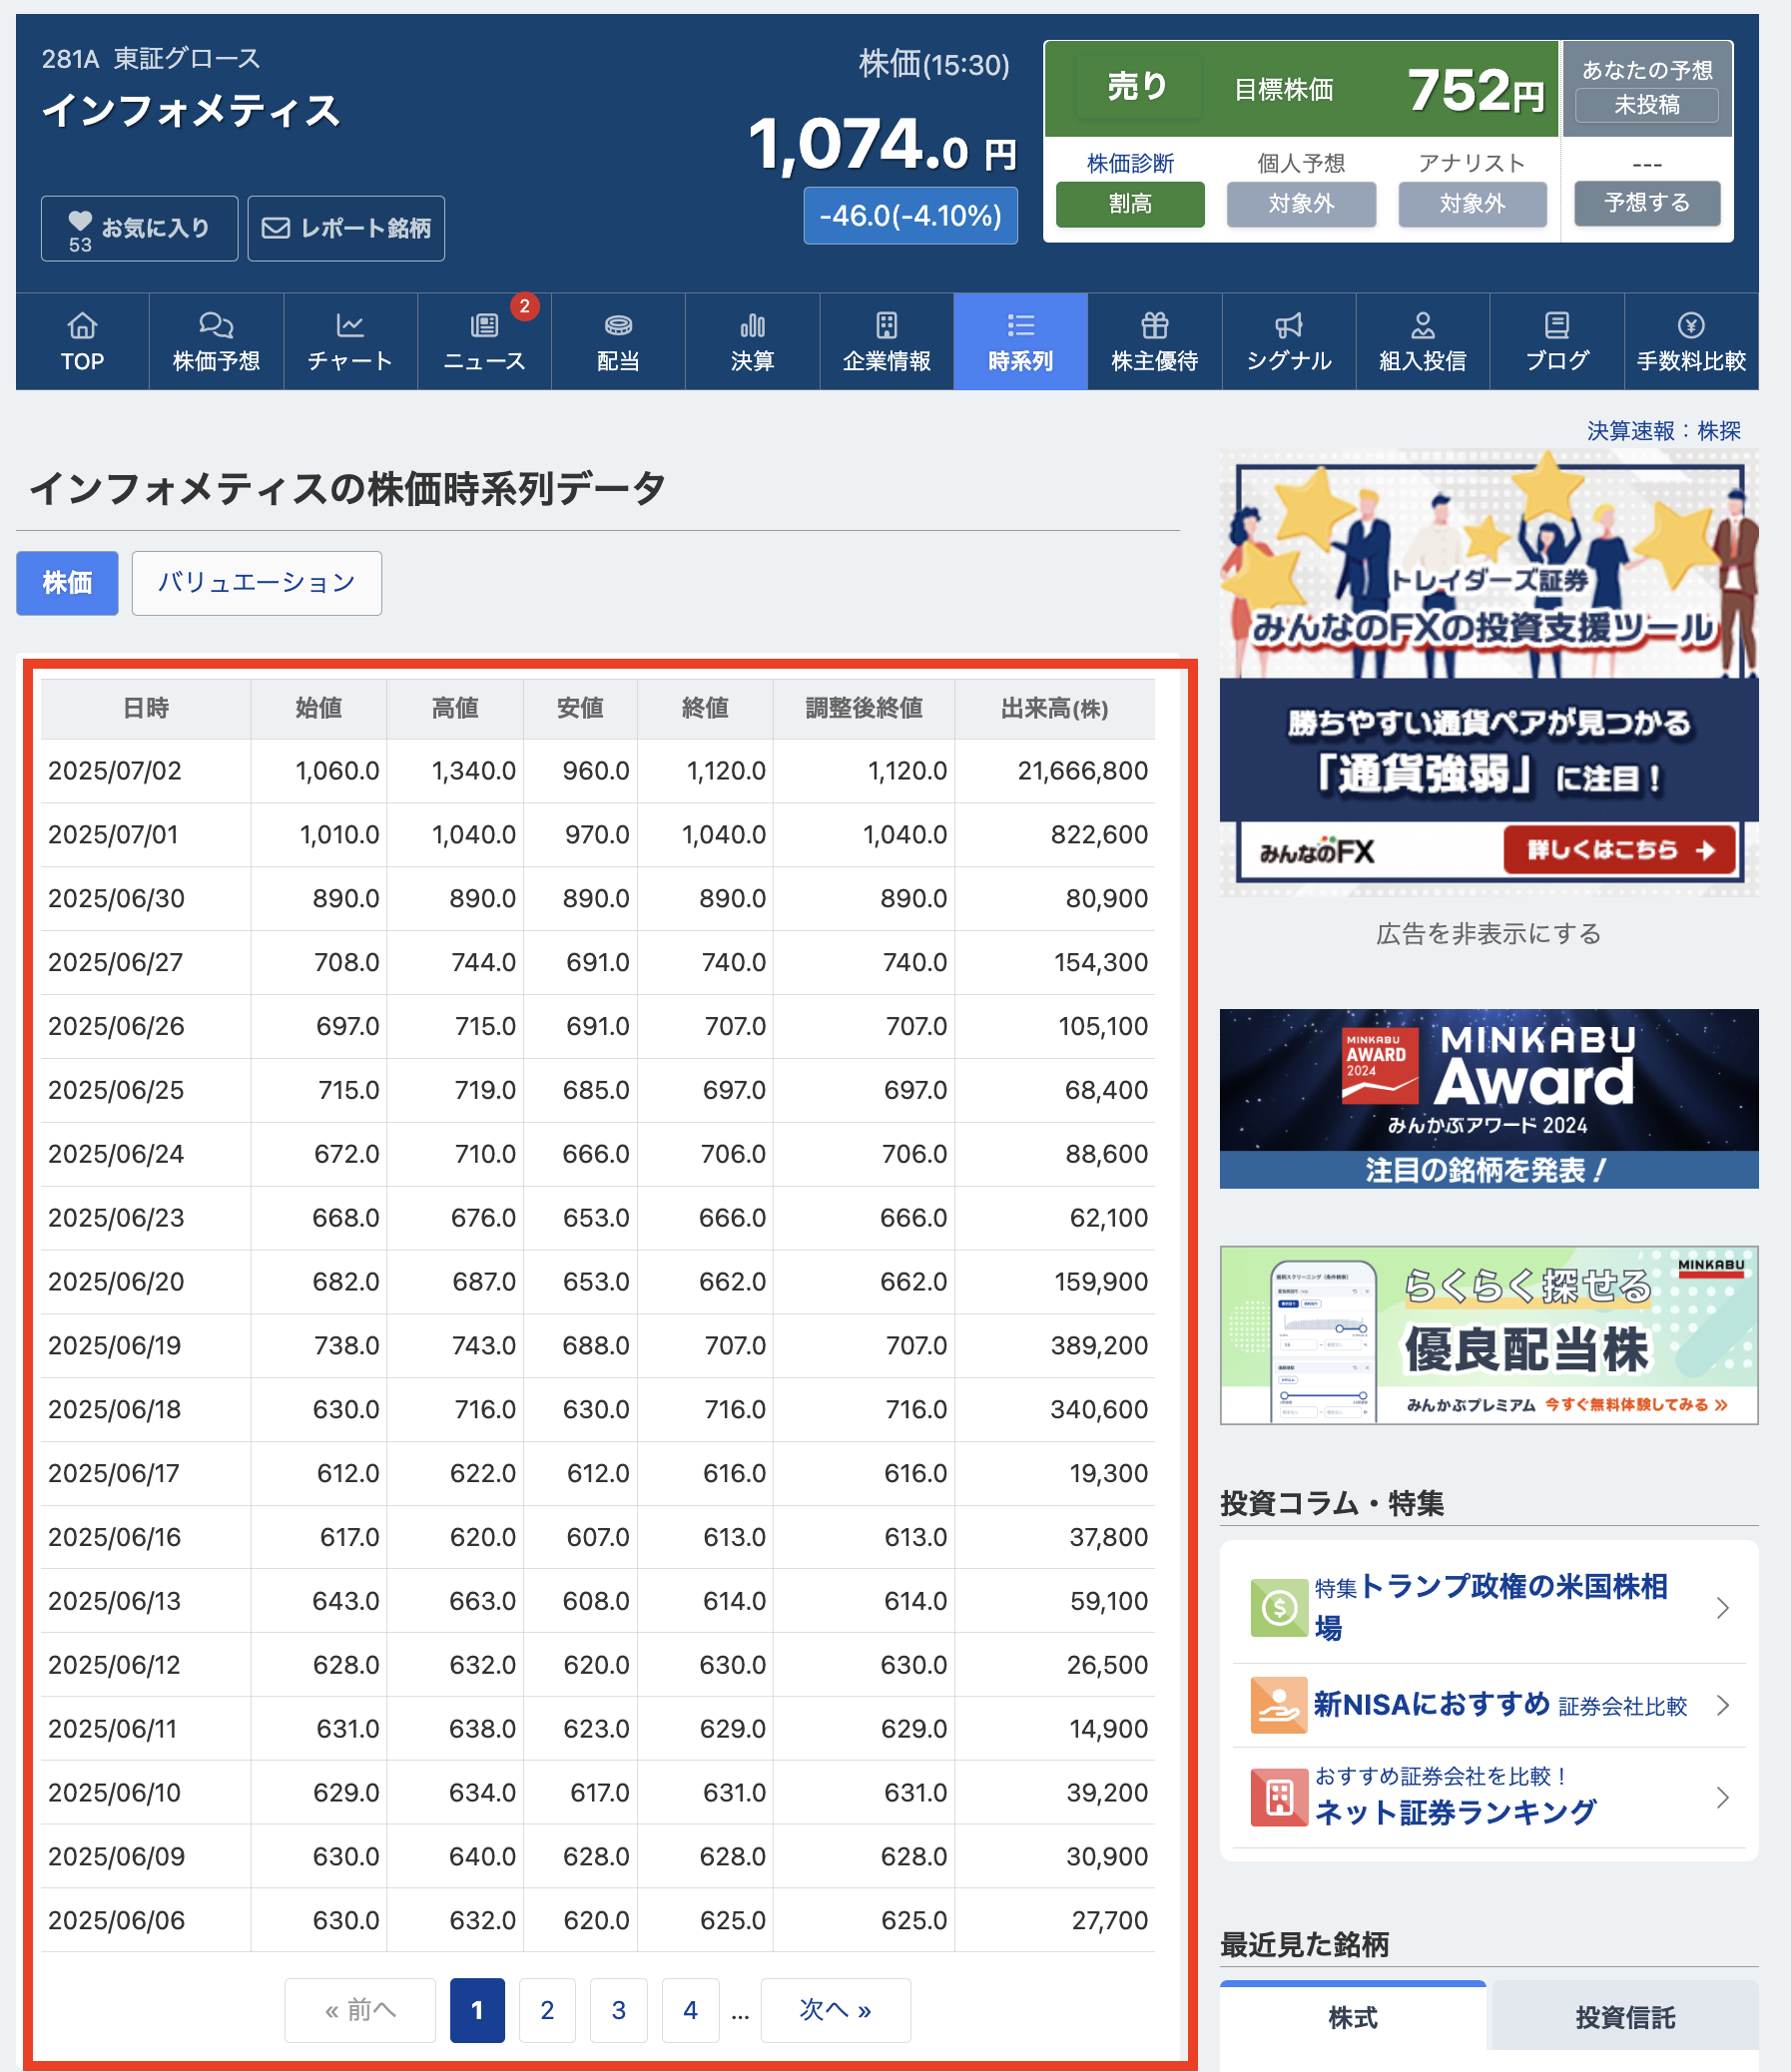 281A 東証グロース
インフォメティス
53 お気に入り
レポート銘柄
株価(15:30)
1,074.0 円
-46.0(-4.10%)
売り 目標株価 752円
株価診断 個人予想 アナリスト
割高 対象外 対象外
あなたの予想
未投稿
---
予想する
TOP 株価予想 チャート ニュース 2 配当 決算 企業情報 時系列 株主優待 シグナル 組入投信 ブログ 手数料比較
インフォメティスの株価時系列データ
株価 バリュエーション
日時 始値 高値 安値 終値 調整後終値 出来高(株)
2025/07/02 1,060.0 1,340.0 960.0 1,120.0 1,120.0 21,666,800
2025/07/01 1,010.0 1,040.0 970.0 1,040.0 1,040.0 822,600
2025/06/30 890.0 890.0 890.0 890.0 890.0 80,900
2025/06/27 708.0 744.0 691.0 740.0 740.0 154,300
2025/06/26 697.0 715.0 691.0 707.0 707.0 105,100
2025/06/25 715.0 719.0 685.0 697.0 697.0 68,400
2025/06/24 672.0 710.0 666.0 706.0 706.0 88,600
2025/06/23 668.0 676.0 653.0 666.0 666.0 62,100
2025/06/20 682.0 687.0 653.0 662.0 662.0 159,900
2025/06/19 738.0 743.0 688.0 707.0 707.0 389,200
2025/06/18 630.0 716.0 630.0 716.0 716.0 340,600
2025/06/17 612.0 622.0 612.0 616.0 616.0 19,300
2025/06/16 617.0 620.0 607.0 613.0 613.0 37,800
2025/06/13 643.0 663.0 608.0 614.0 614.0 59,100
2025/06/12 628.0 632.0 620.0 630.0 630.0 26,500
2025/06/11 631.0 638.0 623.0 629.0 629.0 14,900
2025/06/10 629.0 634.0 617.0 631.0 631.0 39,200
2025/06/09 630.0 640.0 628.0 628.0 628.0 30,900
2025/06/06 630.0 632.0 620.0 625.0 625.0 27,700
« 前へ 1 2 3 4 ... 次へ »
決算速報：株探
トレイダーズ証券
みんなのFXの投資支援ツール
勝ちやすい通貨ペアが見つかる
「通貨強弱」に注目！
みんなのFX 詳しくはこちら
広告を非表示にする
MINKABU
AWARD
2024
MINKABU
Award
みんかぶアワード 2024
注目の銘柄を発表！
MINKABU
らくらく探せる
優良配当株
みんかぶプレミアム 今すぐ無料体験してみる
投資コラム・特集
特集トランプ政権の米国株相
場
新NISAにおすすめ 証券会社比較
おすすめ証券会社を比較！
ネット証券ランキング
最近見た銘柄
株式 投資信託